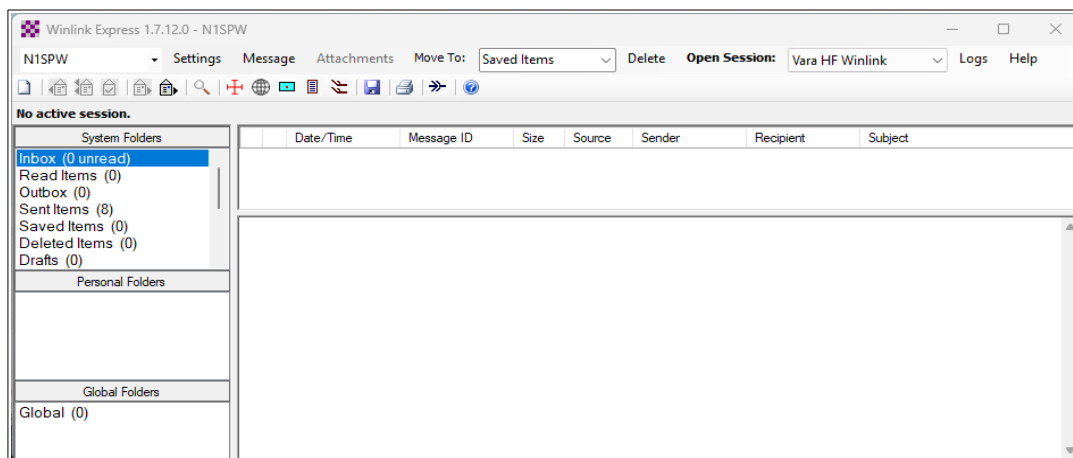 Winlink Express 1.7.12.0 - N1SPW
N1SPW Settings Message Attachments Move To: Saved Items Delete Open Session: Vara HF Winlink Logs Help
No active session.
System Folders
Inbox (0 unread)
Read Items (0)
Outbox (0)
Sent Items (8)
Saved Items (0)
Deleted Items (0)
Drafts (0)
Personal Folders
Global Folders
Global (0)
Date/Time Message ID Size Source Sender Recipient Subject